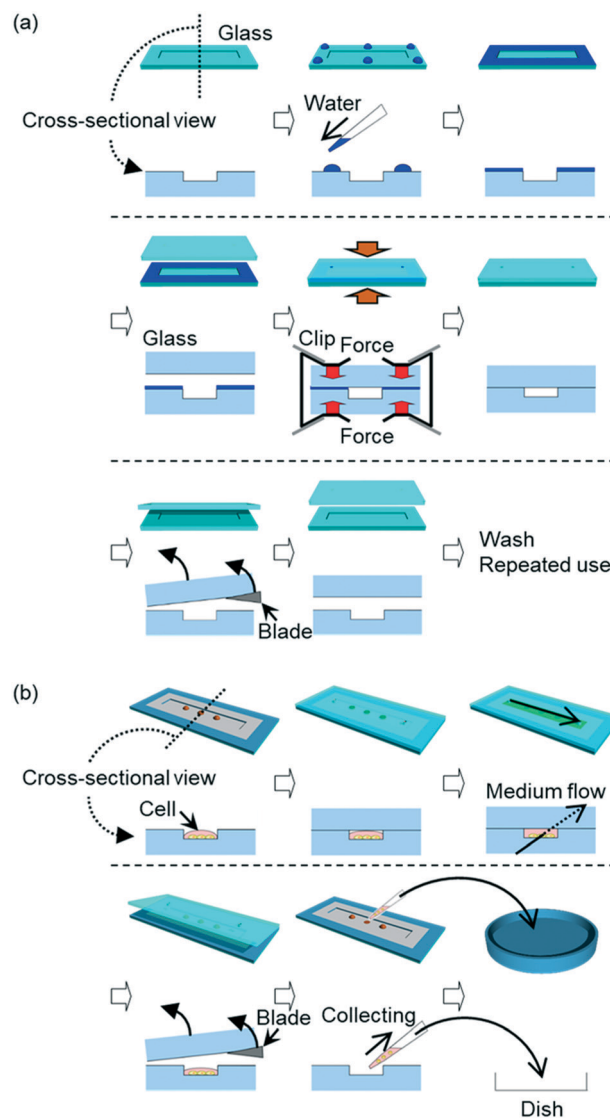 (a)
Glass
Cross-sectional view
Water
Glass
Clip
Force
Force
Blade
Wash
Repeated use
(b)
Cross-sectional view
Cell
Medium flow
Blade
Collecting
Dish